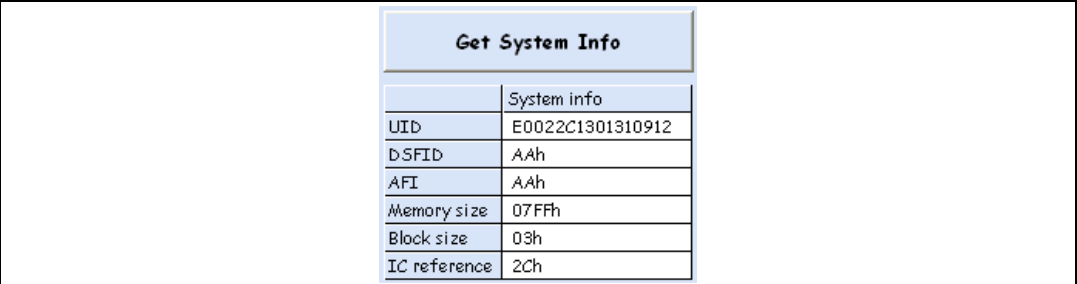 Get System Info
System info
UID E0022C1301310912
DSFID AAh
AFI AAh
Memory size 07FFh
Block size 03h
IC reference 2Ch